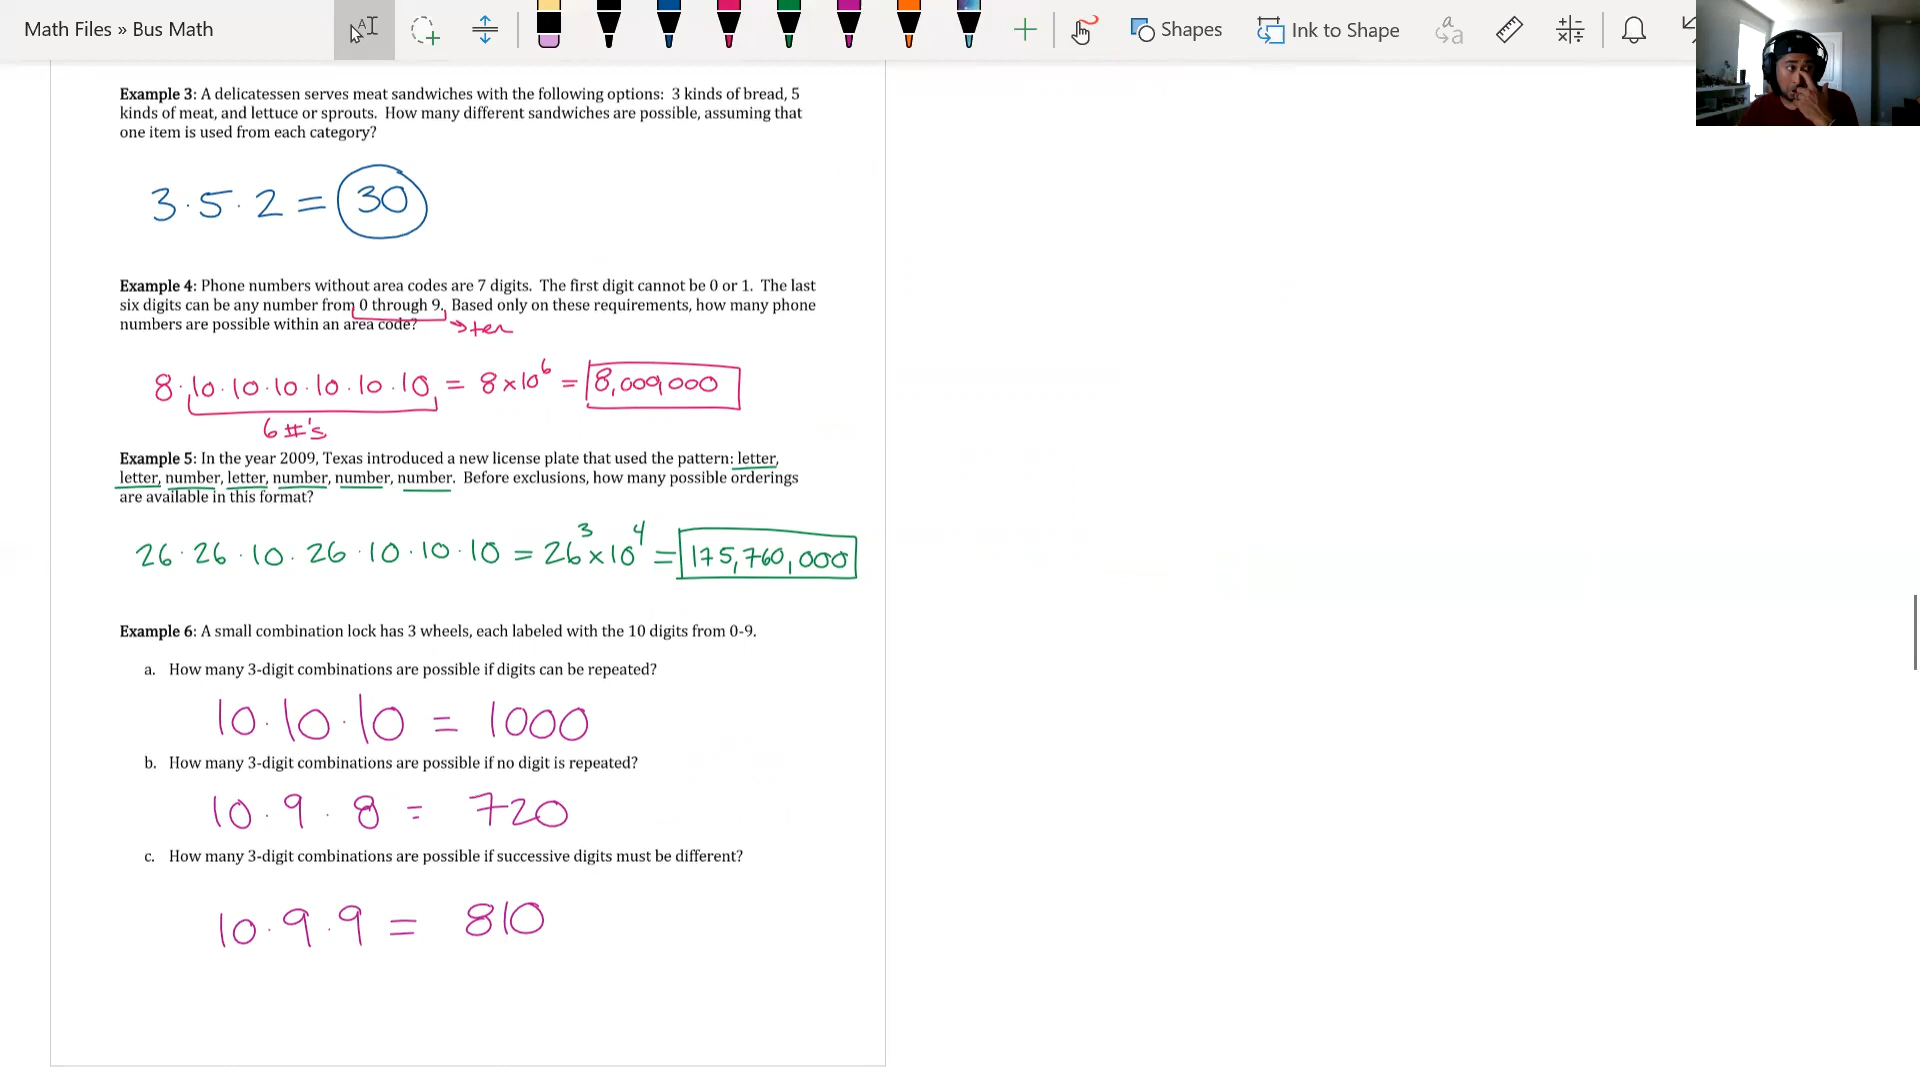 Math Files » Bus Math
Shapes
Ink to Shape
Example 3: A delicatessen serves meat sandwiches with the following options: 3 kinds of bread, 5
kinds of meat, and lettuce or sprouts. How many different sandwiches are possible, assuming that
one item is used from each category?
3·5·2 = 30
Example 4: Phone numbers without area codes are 7 digits. The first digit cannot be 0 or 1. The last
six digits can be any number from 0 through 9. Based only on these requirements, how many phone
numbers are possible within an area code?
→ten
8·10·10·10·10·10·10 = 8×10⁶ = 8,000,000
6 #'s
Example 5: In the year 2009, Texas introduced a new license plate that used the pattern: letter,
letter, number, letter, number, number, number. Before exclusions, how many possible orderings
are available in this format?
26·26·10·26·10·10·10 = 26³×10⁴ = 175,760,000
Example 6: A small combination lock has 3 wheels, each labeled with the 10 digits from 0-9.
a. How many 3-digit combinations are possible if digits can be repeated?
10·10·10 = 1000
b. How many 3-digit combinations are possible if no digit is repeated?
10·9·8 = 720
c. How many 3-digit combinations are possible if successive digits must be different?
10·9·9 = 810